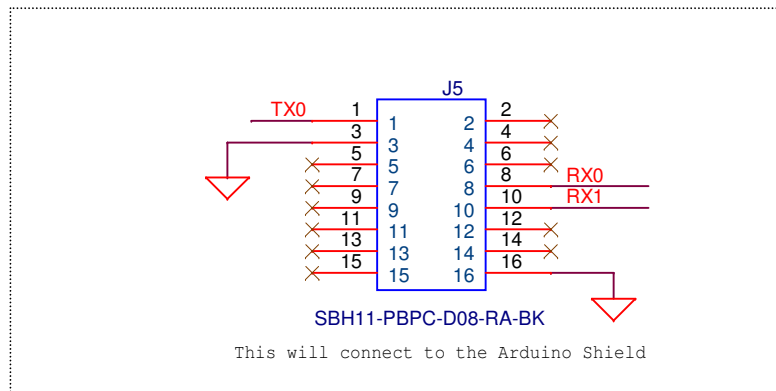 J5
TX0 1 1 2 2
3 3 4 4
5 5 6 6
7 7 8 8 RX0
9 9 10 10 RX1
11 11 12 12
13 13 14 14
15 15 16 16
SBH11-PBPC-D08-RA-BK
This will connect to the Arduino Shield